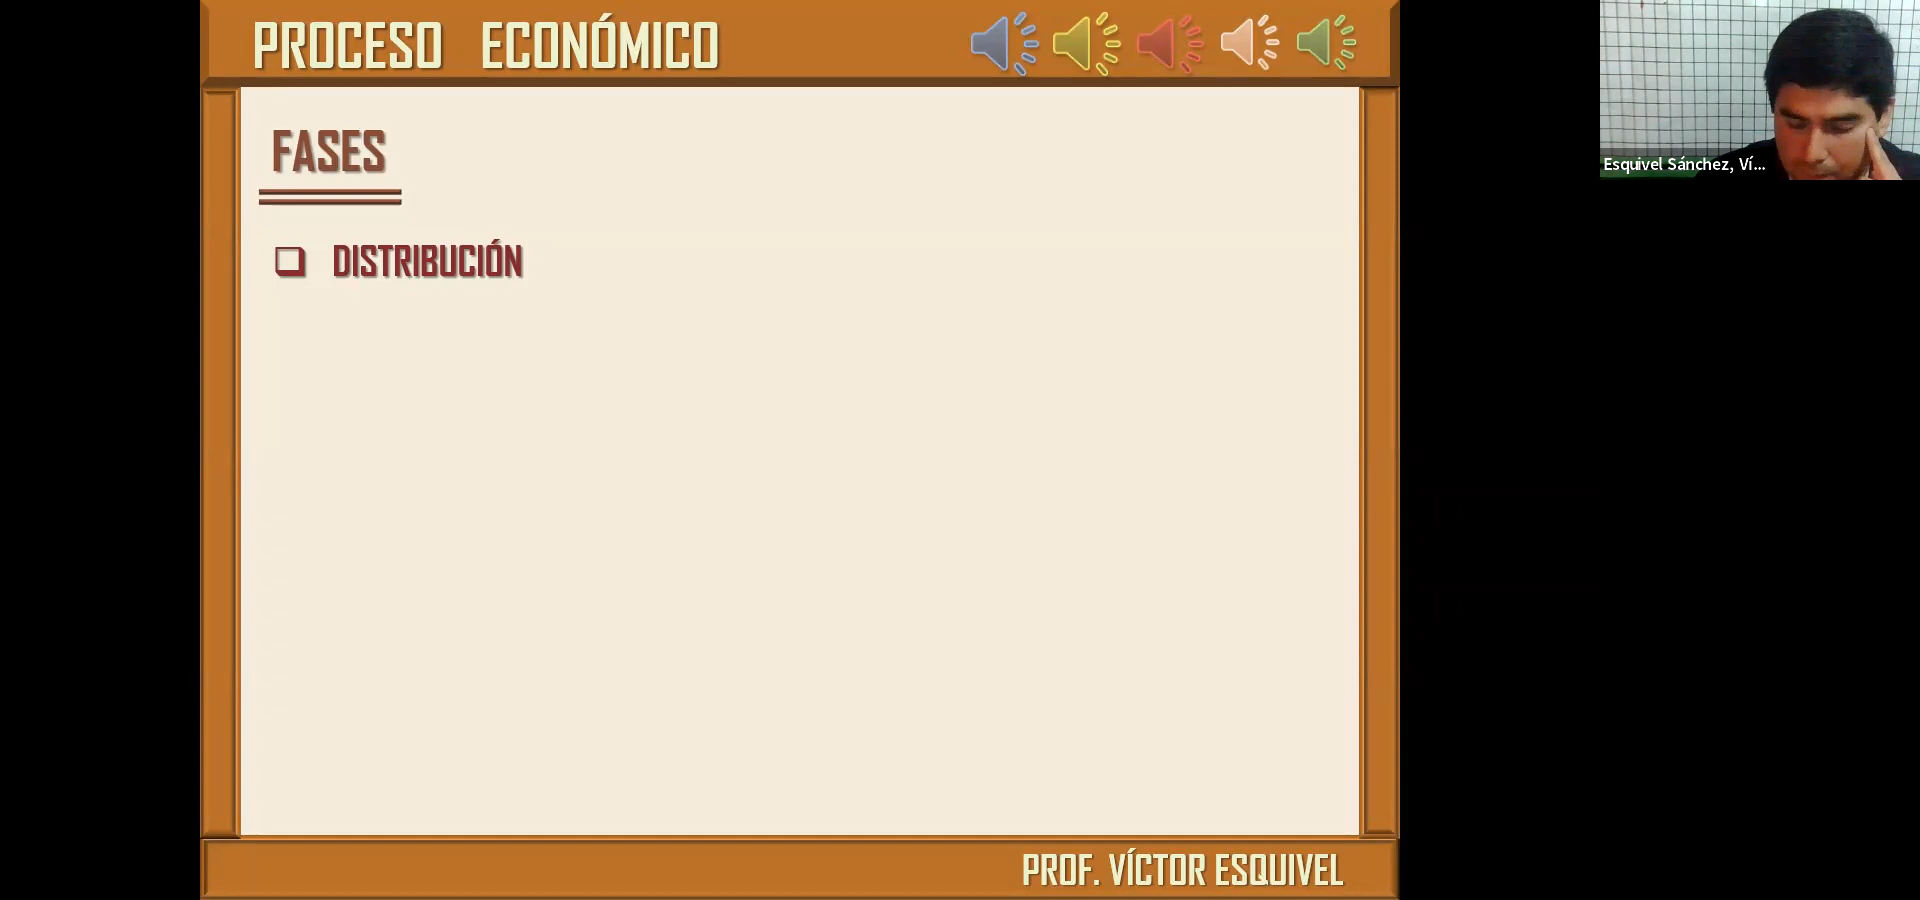 PROCESO ECONÓMICO
FASES
DISTRIBUCIÓN
PROF. VÍCTOR ESQUIVEL
Esquivel Sánchez, Ví...